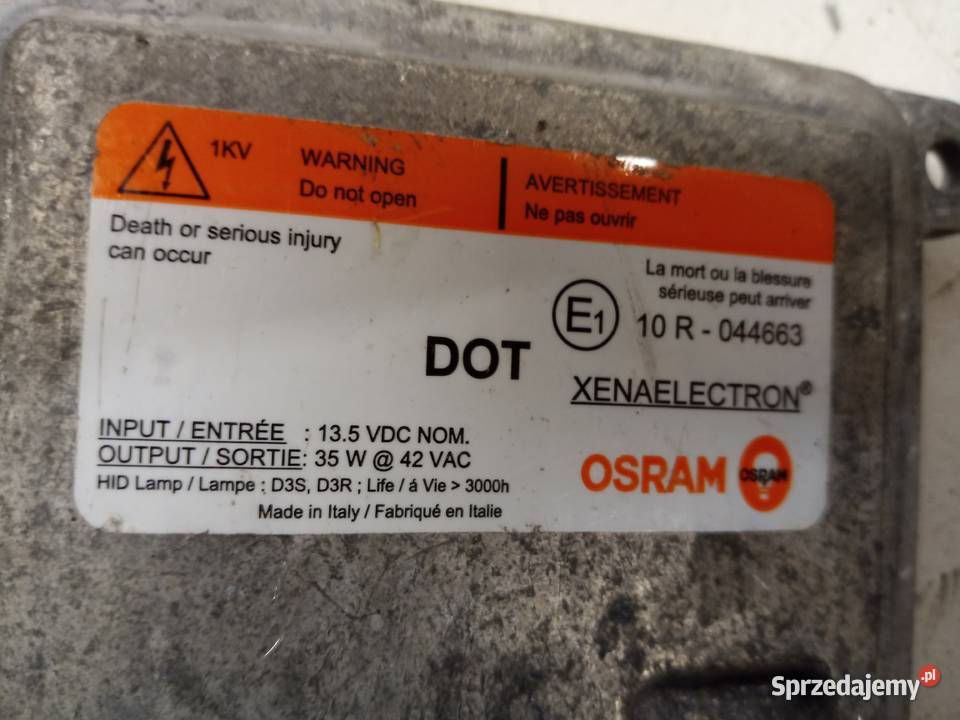 1KV
WARNING
Do not open
AVERTISSEMENT
Ne pas ouvrir
Death or serious injury
can occur
La mort ou la blessure
sérieuse peut arriver
E1
10 R - 044663
DOT
XENAELECTRON®
INPUT / ENTRÉE : 13.5 VDC NOM.
OUTPUT / SORTIE: 35 W @ 42 VAC
HID Lamp / Lampe : D3S, D3R ; Life / á Vie > 3000h
Made in Italy / Fabriqué en Italie
OSRAM
OSRAM
Sprzedajemy.pl